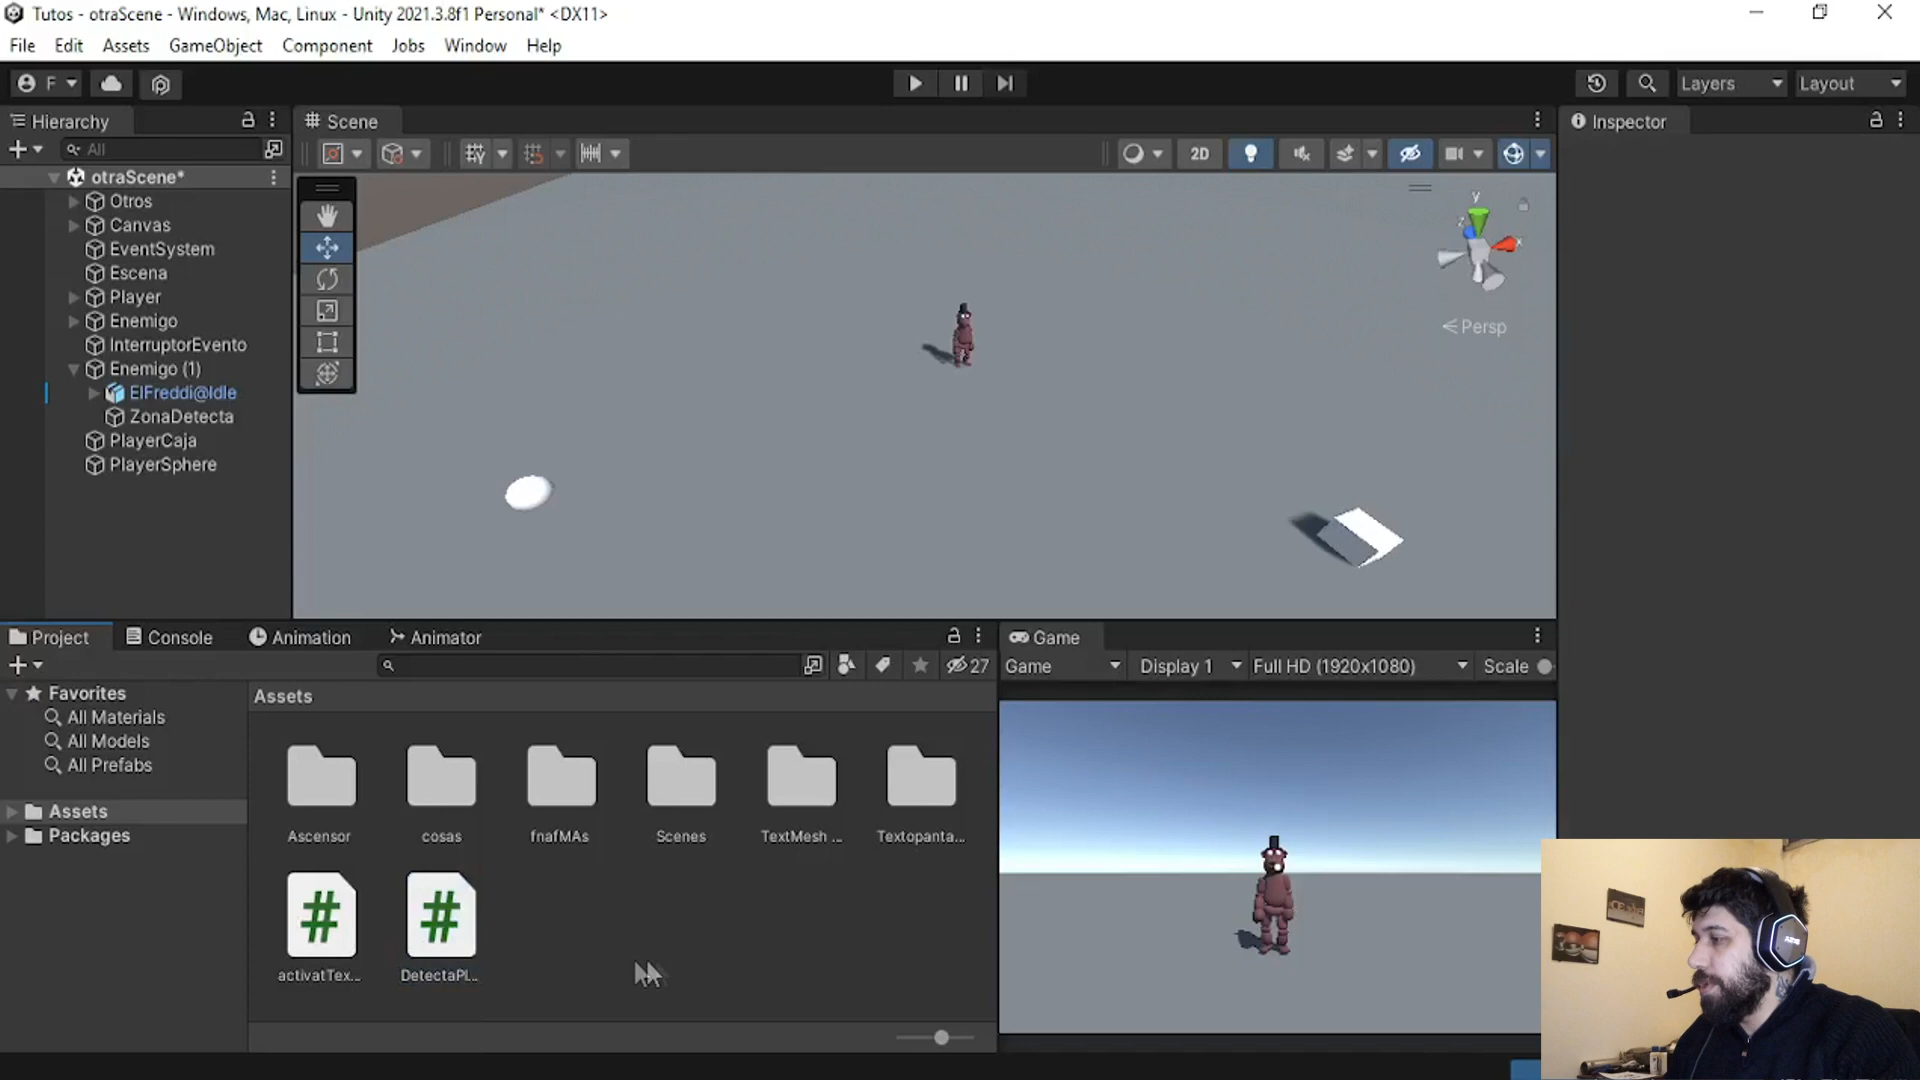 Tutos - otraScene - Windows, Mac, Linux - Unity 2021.3.8f1 Personal* <DX11>
File Edit Assets GameObject Component Jobs Window Help
F Layers Layout
Hierarchy
Scene
Inspector
All
2D
otraScene*
Otros
Canvas
EventSystem
Escena
Player
Enemigo
InterruptorEvento
Enemigo (1)
ElFreddi@Idle
ZonaDetecta
PlayerCaja
PlayerSphere
y
x
z
Persp
Project Console Animation Animator
27
Favorites
All Materials
All Models
All Prefabs
Assets
Packages
Assets
Ascensor cosas fnafMAs Scenes TextMesh ... Textopanta...
activatTex... DetectaPl...
Game
Game Display 1 Full HD (1920x1080) Scale